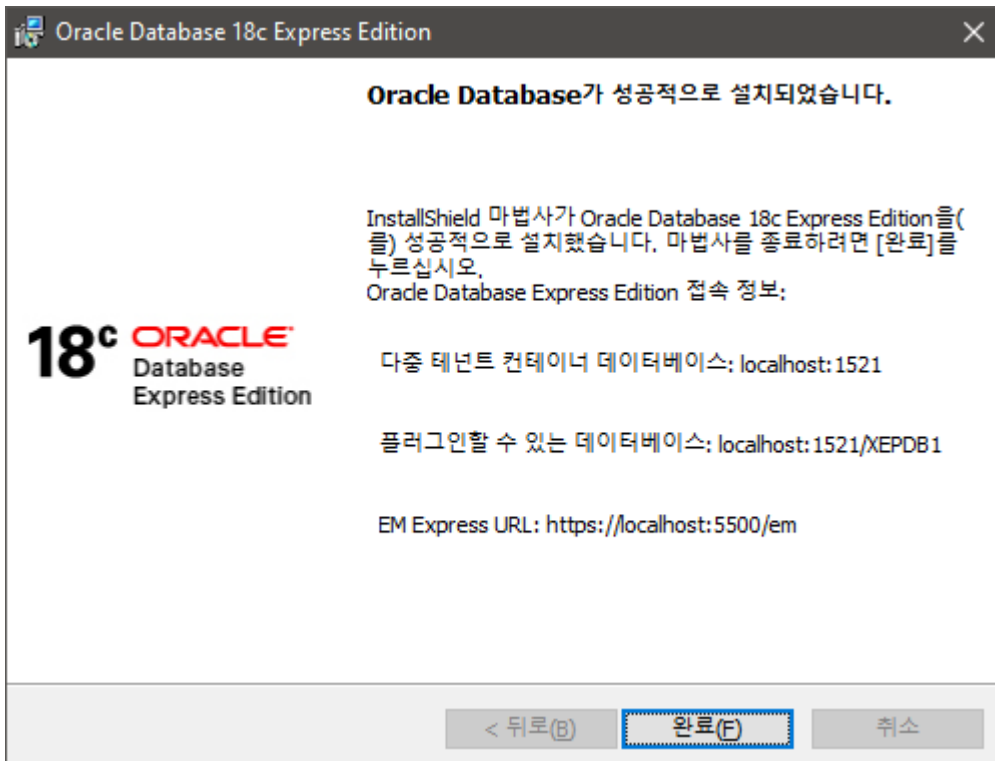 Oracle Database 18c Express Edition
Oracle Database가 성공적으로 설치되었습니다.
InstallShield 마법사가 Oracle Database 18c Express Edition을(
를) 성공적으로 설치했습니다. 마법사를 종료하려면 [완료]를
누르십시오.
Oracle Database Express Edition 접속 정보:
18c ORACLE
Database
Express Edition
다중 테넌트 컨테이너 데이터베이스: localhost:1521
플러그인할 수 있는 데이터베이스: localhost:1521/XEPDB1
EM Express URL: https://localhost:5500/em
< 뒤로(B)
완료(F)
취소